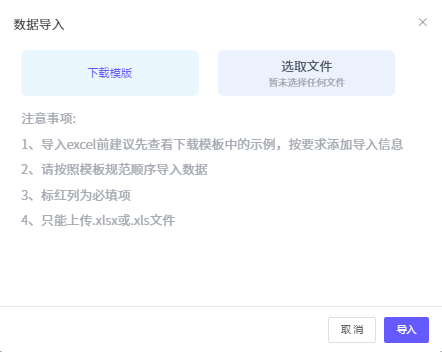 数据导入
下载模版
选取文件
暂未选择任何文件
注意事项:
1、导入excel前建议先查看下载模板中的示例，按要求添加导入信息
2、请按照模板规范顺序导入数据
3、标红列为必填项
4、只能上传.xlsx或.xls文件
取消
导入